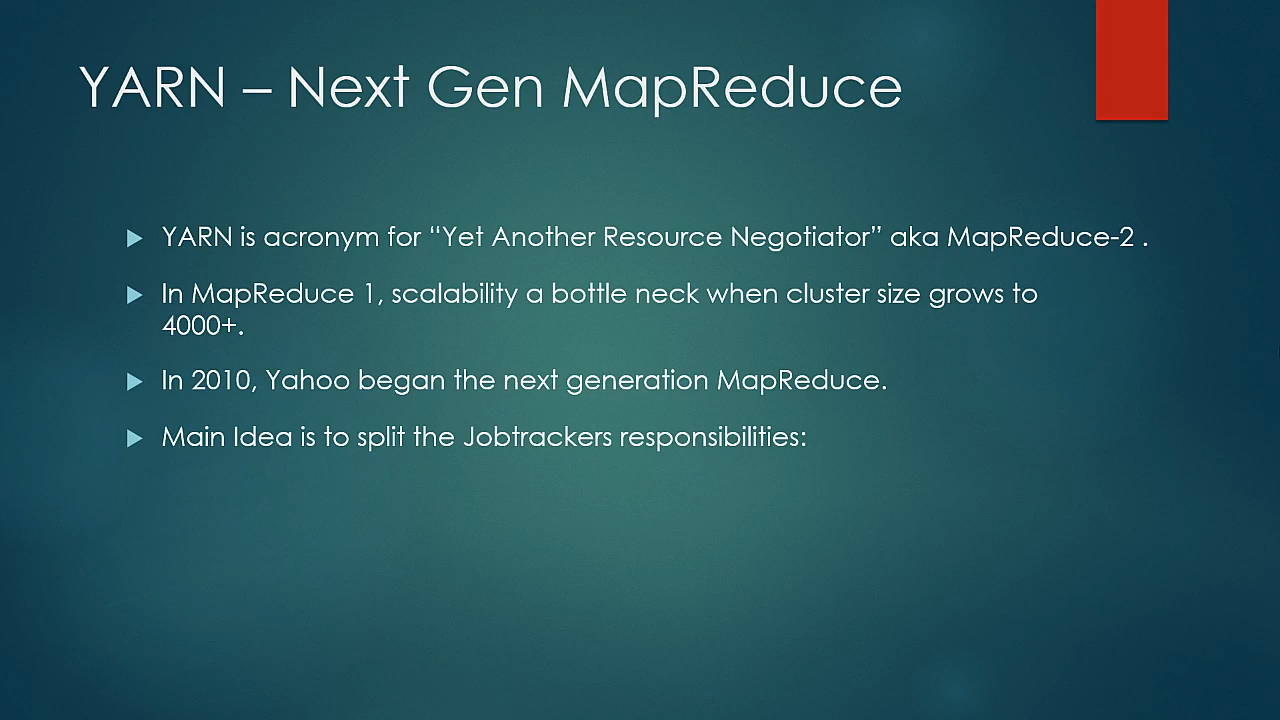 YARN – Next Gen MapReduce
YARN is acronym for “Yet Another Resource Negotiator” aka MapReduce-2 .
In MapReduce 1, scalability a bottle neck when cluster size grows to
4000+.
In 2010, Yahoo began the next generation MapReduce.
Main Idea is to split the Jobtrackers responsibilities: